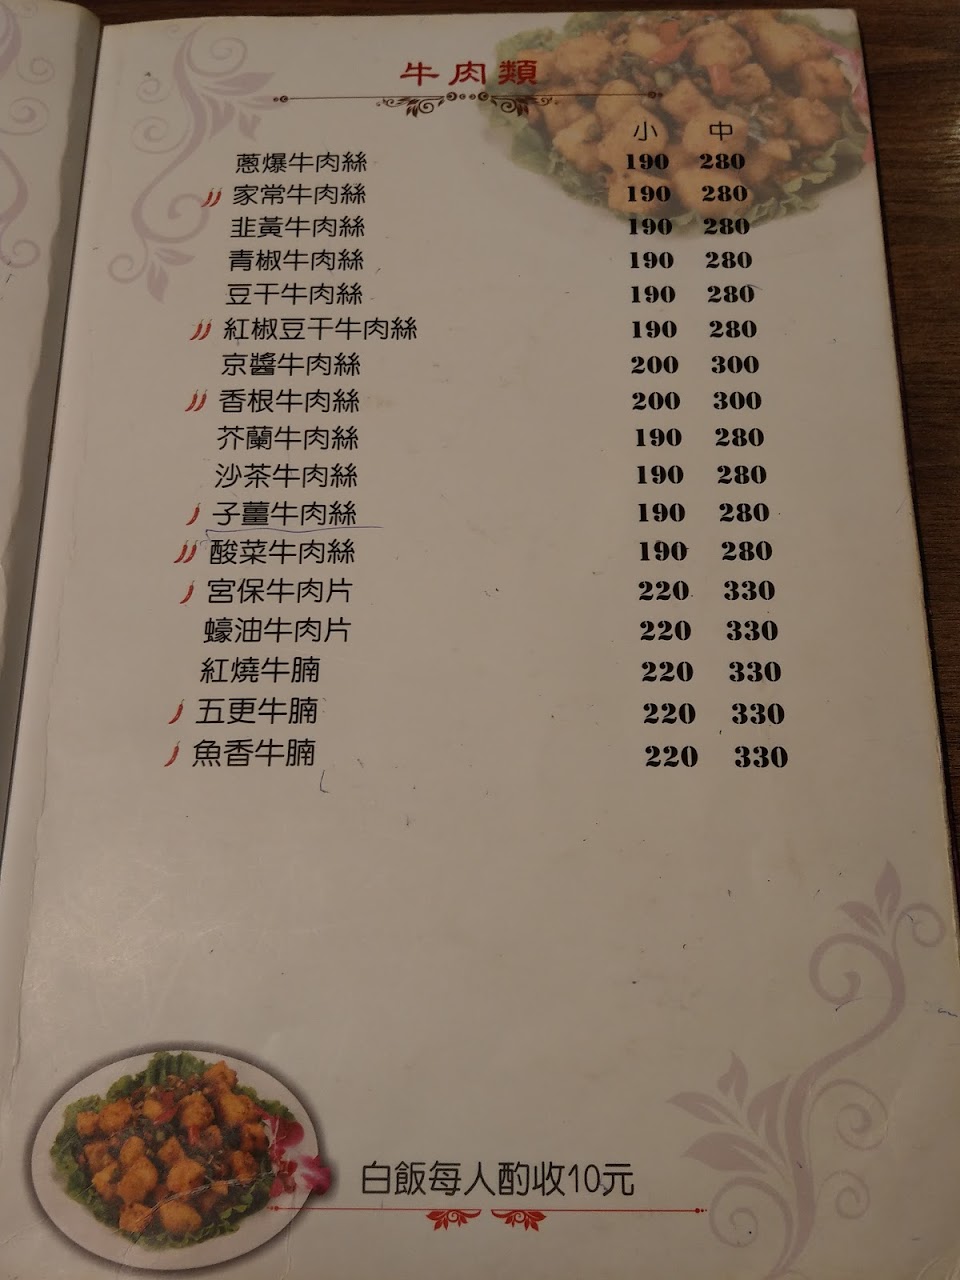 牛肉類
小 中
蔥爆牛肉絲 190 280
家常牛肉絲 190 280
韭黃牛肉絲 190 280
青椒牛肉絲 190 280
豆干牛肉絲 190 280
紅椒豆干牛肉絲 190 280
京醬牛肉絲 200 300
香根牛肉絲 200 300
芥蘭牛肉絲 190 280
沙茶牛肉絲 190 280
子薑牛肉絲 190 280
酸菜牛肉絲 190 280
宮保牛肉片 220 330
蠔油牛肉片 220 330
紅燒牛腩 220 330
五更牛腩 220 330
魚香牛腩 220 330
白飯每人酌收10元